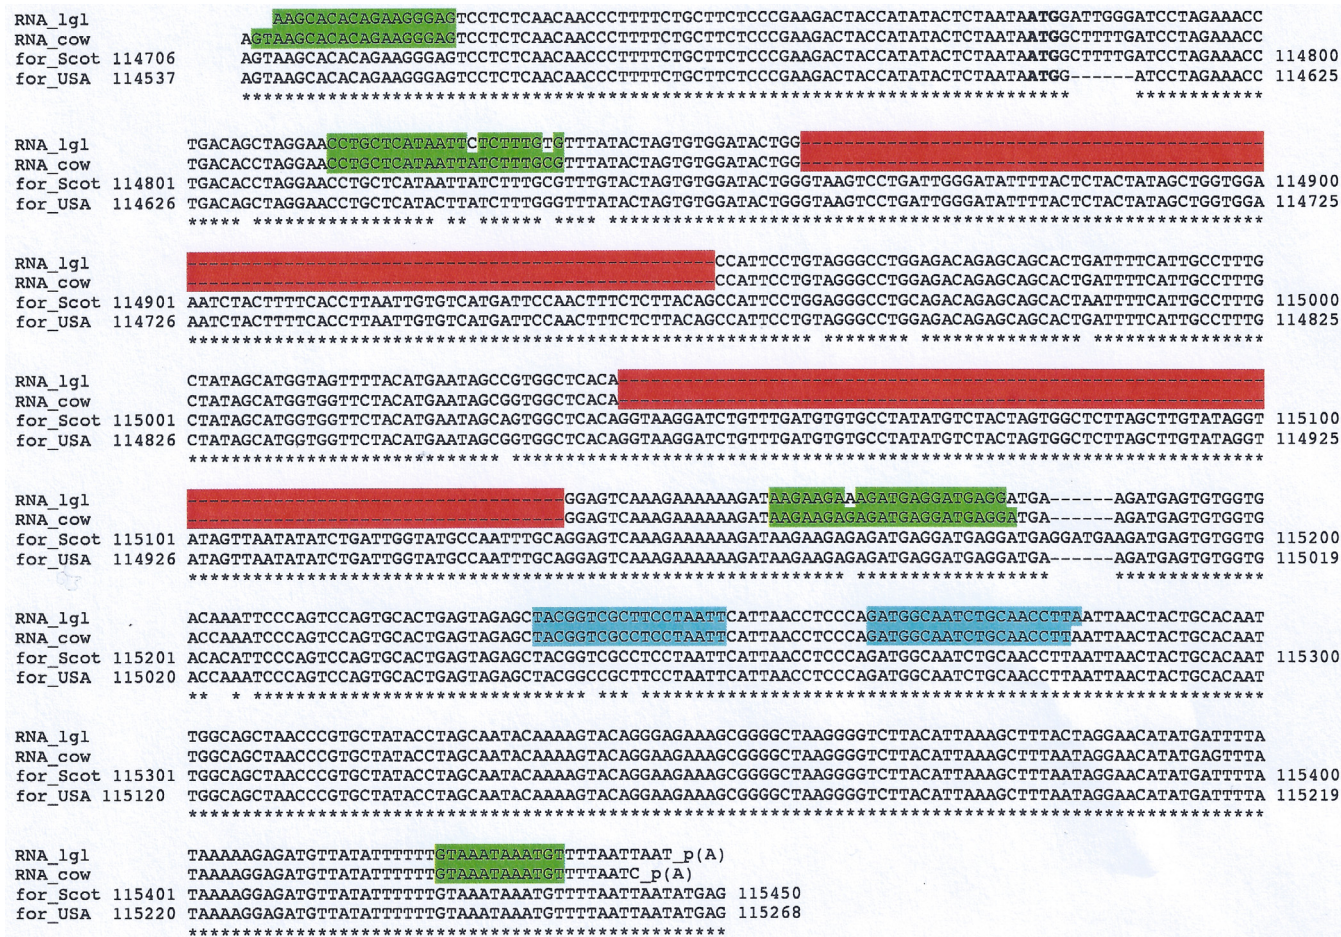 RNA_lgl AAGCACACAGAAGGGAGTCCTCTCAACAACCCTTTTCTGCTTCTCCCGAAGACTACCATATACTCTAATAATGGATTGGGATCCTAGAAACC
RNA_cow AGTAAGCACACAGAAGGGAGTCCTCTCAACAACCCTTTTCTGCTTCTCCCGAAGACTACCATATACTCTAATAATGGCTTTTGATCCTAGAAACC
for_Scot 114706 AGTAAGCACACAGAAGGGAGTCCTCTCAACAACCCTTTTCTGCTTCTCCCGAAGACTACCATATACTCTAATAATGGCTTTTGATCCTAGAAACC 114800
for_USA 114537 AGTAAGCACACAGAAGGGAGTCCTCTCAACAACCCTTTTCTGCTTCTCCCGAAGACTACCATATACTCTAATAATGG------ATCCTAGAAACC 114625
***************************************************************************** ************
RNA_lgl TGACAGCTAGGAACCTGCTCATAATTCTCTTTGTGTTTATACTAGTGTGGATACTGG-------------------------------------------
RNA_cow TGACACCTAGGAACCTGCTCATAATTATCTTTGCGTTTATACTAGTGTGGATACTGG-------------------------------------------
for_Scot 114801 TGACACCTAGGAACCTGCTCATAATTATCTTTGCGTTTGTACTAGTGTGGATACTGGGTAAGTCCTGATTGGGATATTTTACTCTACTATAGCTGGTGGA 114900
for_USA 114626 TGACAGCTAGGAACCTGCTCATACTTATCTTTGGGTTTATACTAGTGTGGATACTGGGTAAGTCCTGATTGGGATATTTTACTCTACTATAGCTGGTGGA 114725
***** ***************** ** ****** **** *************************************************************
RNA_lgl -------------------------------------------------CCATTCCTGTAGGGCCTGGAGACAGAGCAGCACTGATTTTCATTGCCTTTG
RNA_cow -------------------------------------------------CCATTCCTGTAGGGCCTGGAGACAGAGCAGCACTGATTTTCATTGCCTTTG
for_Scot 114901 AATCTACTTTTCACCTTAATTGTGTCATGATTCCAACTTTCTCTTACAGCCATTCCTGGAGGGCCTGCAGACAGAGCAGCACTAATTTTCATTGCCTTTG 115000
for_USA 114726 AATCTACTTTTCACCTTAATTGTGTCATGATTCCAACTTTCTCTTACAGCCATTCCTGTAGGGCCTGGAGACAGAGCAGCACTGATTTTCATTGCCTTTG 114825
********************************************************** ******** *************** ****************
RNA_lgl CTATAGCATGGTAGTTTTACATGAATAGCCGTGGCTCACA------------------------------------------------------------
RNA_cow CTATAGCATGGTGGTTCTACATGAATAGCGGTGGCTCACA------------------------------------------------------------
for_Scot 115001 CTATAGCATGGTGGTTCTACATGAATAGCAGTGGCTCACAGGTAAGGATCTGTTTGATGTGTGCCTATATGTCTACTAGTGGCTCTTAGCTTGTATAGGT 115100
for_USA 114826 CTATAGCATGGTGGTTCTACATGAATAGCGGTGGCTCACAGGTAAGGATCTGTTTGATGTGTGCCTATATGTCTACTAGTGGCTCTTAGCTTGTATAGGT 114925
***************************** **********************************************************************
RNA_lgl -----------------------------------GGAGTCAAAGAAAAAAGATAAGAAGAAAGATGAGGATGAGGATGA------AGATGAGTGTGGTG
RNA_cow -----------------------------------GGAGTCAAAGAAAAAAGATAAGAAGAGAGATGAGGATGAGGATGA------AGATGAGTGTGGTG
for_Scot 115101 ATAGTTAATATATCTGATTGGTATGCCAATTTGCAGGAGTCAAAGAAAAAAGATAAGAAGAGAGATGAGGATGAGGATGAGGATGAAGATGAGTGTGGTG 115200
for_USA 114926 ATAGTTAATATATCTGATTGGTATGCCAATTTGCAGGAGTCAAAGAAAAAAGATAAGAAGAGAGATGAGGATGAGGATGA------AGATGAGTGTGGTG 115019
************************************************************* ****************** **************
RNA_lgl ACAAATTCCCAGTCCAGTGCACTGAGTAGAGCTACGGTCGCTTCCTAATTCATTAACCTCCCAGATGGCAATCTGCAACCTTAATTAACTACTGCACAAT
RNA_cow ACCAAATCCCAGTCCAGTGCACTGAGTAGAGCTACGGTCGCCTCCTAATTCATTAACCTCCCAGATGGCAATCTGCAACCTTAATTAACTACTGCACAAT
for_Scot 115201 ACACATTCCCAGTCCAGTGCACTGAGTAGAGCTACGGTCGCCTCCTAATTCATTAACCTCCCAGATGGCAATCTGCAACCTTAATTAACTACTGCACAAT 115300
for_USA 115020 ACCAAATCCCAGTCCAGTGCACTGAGTAGAGCTACGGCCGCTTCCTAATTCATTAACCTCCCAGATGGCAATCTGCAACCTTAATTAACTACTGCACAAT
** * ******************************* *** **********************************************************
RNA_lgl TGGCAGCTAACCCGTGCTATACCTAGCAATACAAAAGTACAGGGAGAAAGCGGGGCTAAGGGGTCTTACATTAAAGCTTTACTAGGAACATATGATTTTA
RNA_cow TGGCAGCTAACCCGTGCTATACCTAGCAATACAAAAGTACAGGAAGAAAGCGGGGCTAAGGGGTCTTACATTAAAGCTTTAATAGGAACATATGAGTTTA
for_Scot 115301 TGGCAGCTAACCCGTGCTATACCTAGCAATACAAAAGTACAGGAAGAAAGCGGGGCTAAGGGGTCTTACATTAAAGCTTTAATAGGAACATATGATTTTA 115400
for_USA 115120 TGGCAGCTAACCCGTGCTATACCTAGCAATACAAAAGTACAGGAAGAAAGCGGGGCTAAGGGGTCTTACATTAAAGCTTTAATAGGAACATATGATTTTA 115219
****************************************************************************************************
RNA_lgl TAAAAAGAGATGTTATATTTTTTGTAAATAAATGTTTTAATTAAT_p(A)
RNA_cow TAAAAGGAGATGTTATATTTTTTGTAAATAAATGTTTTAATC_p(A)
for_Scot 115401 TAAAAGGAGATGTTATATTTTTTGTAAATAAATGTTTTAATTAATATGAG 115450
for_USA 115220 TAAAAGGAGATGTTATATTTTTTGTAAATAAATGTTTTAATTAATATGAG 115268
**************************************************